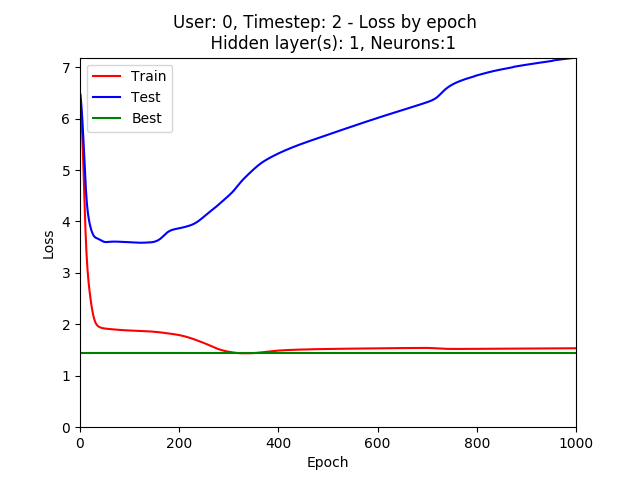 User: 0, Timestep: 2 - Loss by epoch
Hidden layer(s): 1, Neurons:1
Train
Test
Best
7
6
5
4
3
2
1
0
Loss
0 200 400 600 800 1000
Epoch